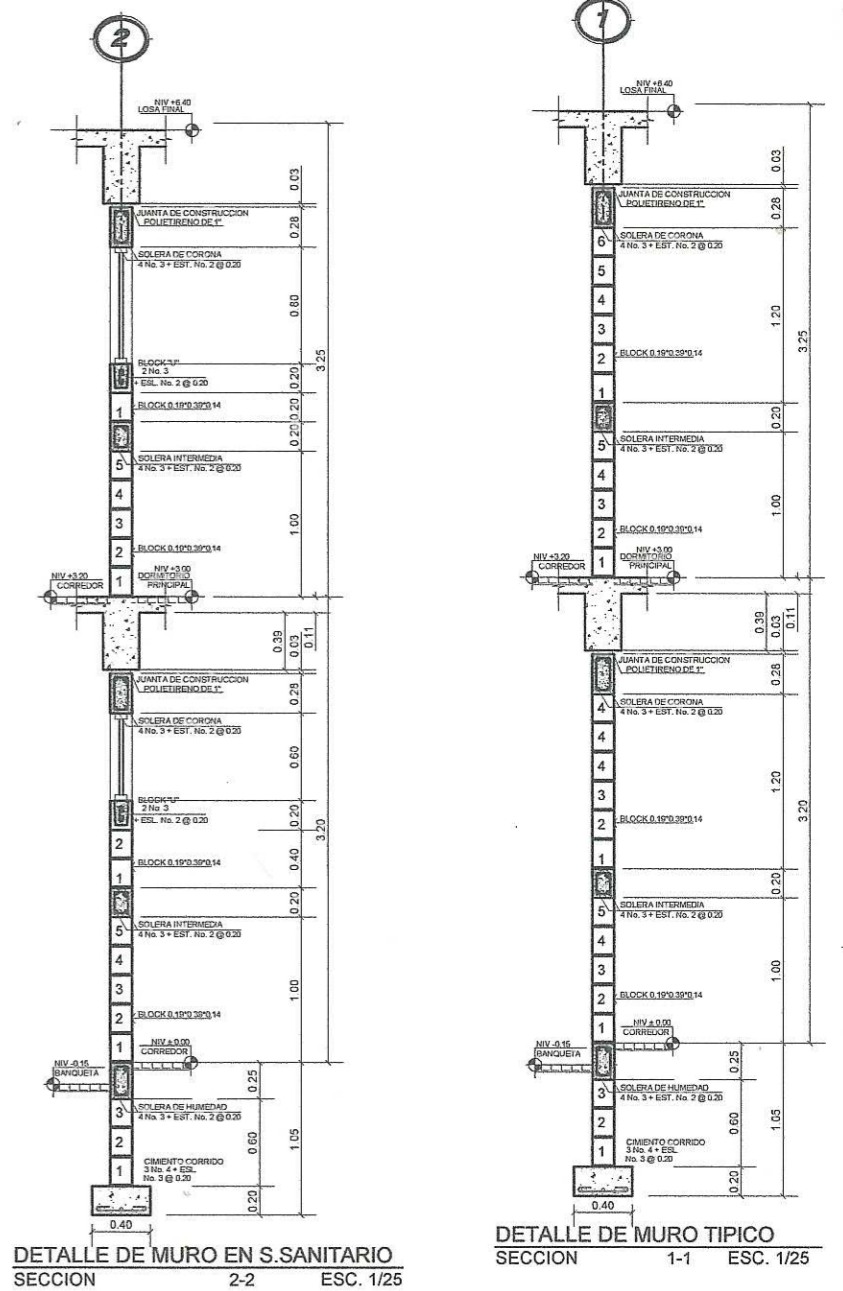 2
NIV +6.40
LOSA FINAL
0.03
JUANTA DE CONSTRUCCION
POLIETIRENO DE 1"
0.28
SOLERA DE CORONA
4 No. 3 + EST. No. 2 @ 0.20
0.80
3.25
BLOCK "U"
2 No. 3
+ ESL. No. 2 @ 0.20
0.20
1
BLOCK 0.19*0.39*0.14
0.20
0.20
SOLERA INTERMEDIA
4 No. 3 + EST. No. 2 @ 0.20
5
4
3
2
BLOCK 0.19*0.39*0.14
1
1.00
NIV +3.20
CORREDOR
NIV +3.00
DORMITORIO
PRINCIPAL
0.39
0.03
0.11
JUANTA DE CONSTRUCCION
POLIETIRENO DE 1"
0.28
SOLERA DE CORONA
4 No. 3 + EST. No. 2 @ 0.20
0.60
BLOCK "U"
2 No. 3
+ ESL. No. 2 @ 0.20
0.20
3.20
2
1
BLOCK 0.19*0.39*0.14
0.40
0.20
SOLERA INTERMEDIA
4 No. 3 + EST. No. 2 @ 0.20
5
4
3
2
BLOCK 0.19*0.39*0.14
1
1.00
NIV ± 0.00
CORREDOR
NIV -0.15
BANQUETA
0.25
SOLERA DE HUMEDAD
4 No. 3 + EST. No. 2 @ 0.20
3
2
1
0.60
1.05
CIMIENTO CORRIDO
3 No. 4 + ESL
No. 3 @ 0.20
0.20
0.40
DETALLE DE MURO EN S.SANITARIO
SECCION 2-2 ESC. 1/25
1
NIV +6.40
LOSA FINAL
0.03
JUANTA DE CONSTRUCCION
POLIETIRENO DE 1"
0.28
SOLERA DE CORONA
4 No. 3 + EST. No. 2 @ 0.20
6
5
4
3
2
BLOCK 0.19*0.39*0.14
1
1.20
3.25
0.20
SOLERA INTERMEDIA
4 No. 3 + EST. No. 2 @ 0.20
5
4
3
2
BLOCK 0.19*0.39*0.14
1
1.00
NIV +3.20
CORREDOR
NIV +3.00
DORMITORIO
PRINCIPAL
0.39
0.03
0.11
JUANTA DE CONSTRUCCION
POLIETIRENO DE 1"
0.28
SOLERA DE CORONA
4 No. 3 + EST. No. 2 @ 0.20
4
4
4
3
2
BLOCK 0.19*0.39*0.14
1
1.20
3.20
0.20
SOLERA INTERMEDIA
4 No. 3 + EST. No. 2 @ 0.20
5
4
3
2
BLOCK 0.19*0.39*0.14
1
1.00
NIV ± 0.00
CORREDOR
NIV -0.15
BANQUETA
0.25
SOLERA DE HUMEDAD
4 No. 3 + EST. No. 2 @ 0.20
3
2
1
0.60
1.05
CIMIENTO CORRIDO
3 No. 4 + ESL
No. 3 @ 0.20
0.20
0.40
DETALLE DE MURO TIPICO
SECCION 1-1 ESC. 1/25